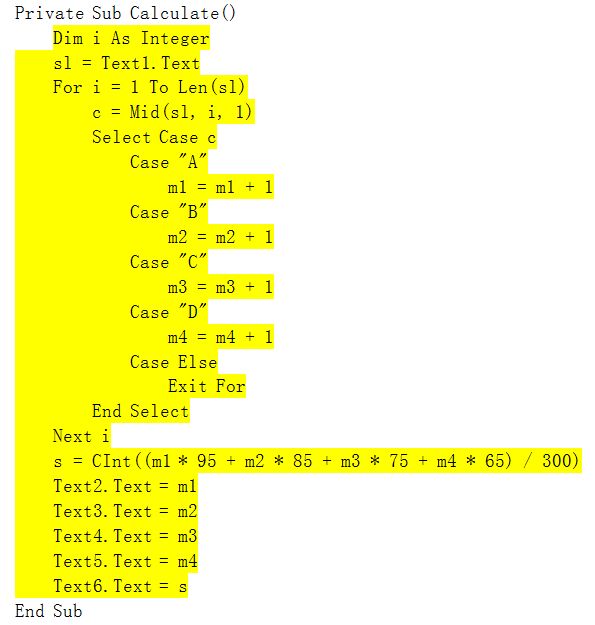 Private Sub Calculate()
    Dim i As Integer
    sl = Text1.Text
    For i = 1 To Len(sl)
        c = Mid(sl, i, 1)
        Select Case c
            Case "A"
                m1 = m1 + 1
            Case "B"
                m2 = m2 + 1
            Case "C"
                m3 = m3 + 1
            Case "D"
                m4 = m4 + 1
            Case Else
                Exit For
        End Select
    Next i
    s = CInt((m1 * 95 + m2 * 85 + m3 * 75 + m4 * 65) / 300)
    Text2.Text = m1
    Text3.Text = m2
    Text4.Text = m3
    Text5.Text = m4
    Text6.Text = s
End Sub